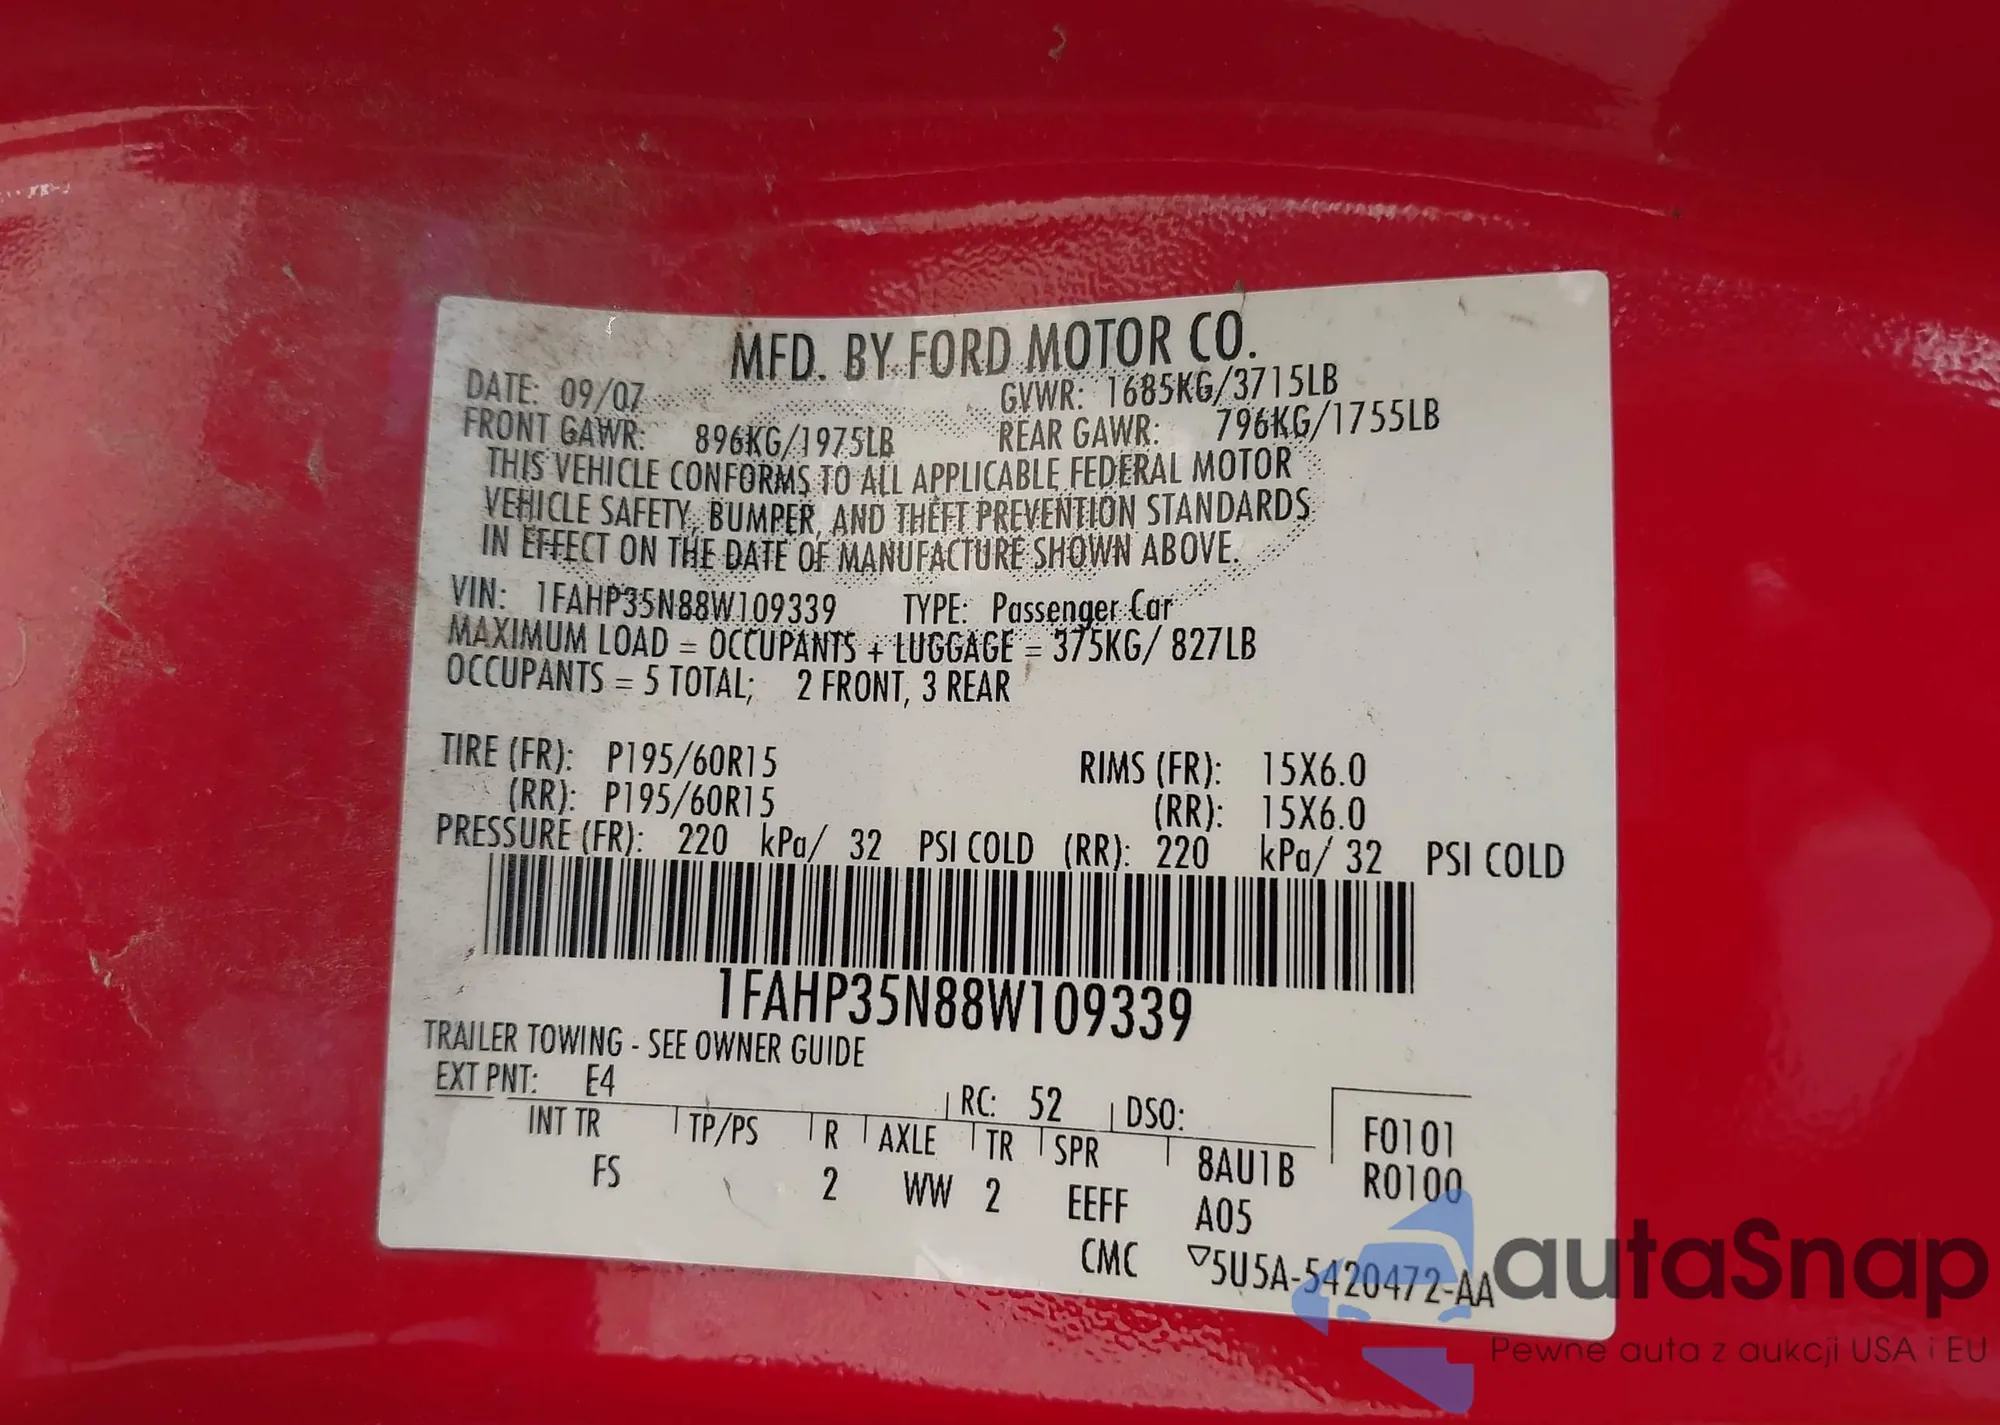 MFD. BY FORD MOTOR CO.
DATE: 09/07 GVWR: 1685KG/3715LB
FRONT GAWR: 896KG/1975LB REAR GAWR: 796KG/1755LB
THIS VEHICLE CONFORMS TO ALL APPLICABLE FEDERAL MOTOR
VEHICLE SAFETY, BUMPER, AND THEFT PREVENTION STANDARDS
IN EFFECT ON THE DATE OF MANUFACTURE SHOWN ABOVE.
VIN: 1FAHP35N88W109339 TYPE: Passenger Car
MAXIMUM LOAD = OCCUPANTS + LUGGAGE = 375KG/ 827LB
OCCUPANTS = 5 TOTAL; 2 FRONT, 3 REAR
TIRE (FR): P195/60R15 RIMS (FR): 15X6.0
(RR): P195/60R15 (RR): 15X6.0
PRESSURE (FR): 220 kPa/ 32 PSI COLD (RR): 220 kPa/ 32 PSI COLD
1FAHP35N88W109339
TRAILER TOWING - SEE OWNER GUIDE
EXT PNT: E4 RC: 52 DSO: F0101
INT TR TP/PS R AXLE TR SPR 8AU1B R0100
FS 2 WW 2 EEFF A05
CMC ▽5U5A-5420472-AA
autaSnap
Pewne auta z aukcji USA i EU